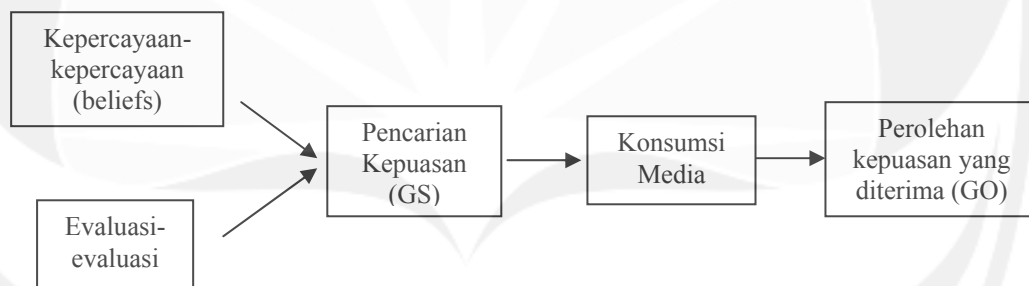 Kepercayaan-
kepercayaan
(beliefs)
Evaluasi-
evaluasi
Pencarian
Kepuasan
(GS)
Konsumsi
Media
Perolehan
kepuasan yang
diterima (GO)